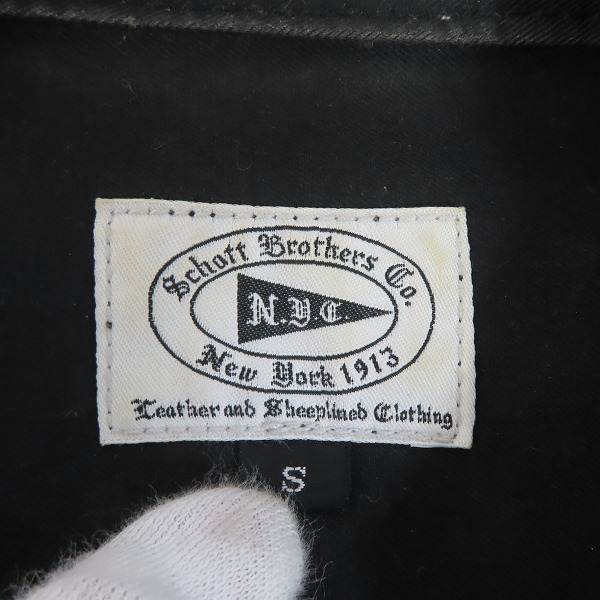 Schott Brothers Co.
N.Y.C
New York 1913
Leather and Sheeplined Clothing
S